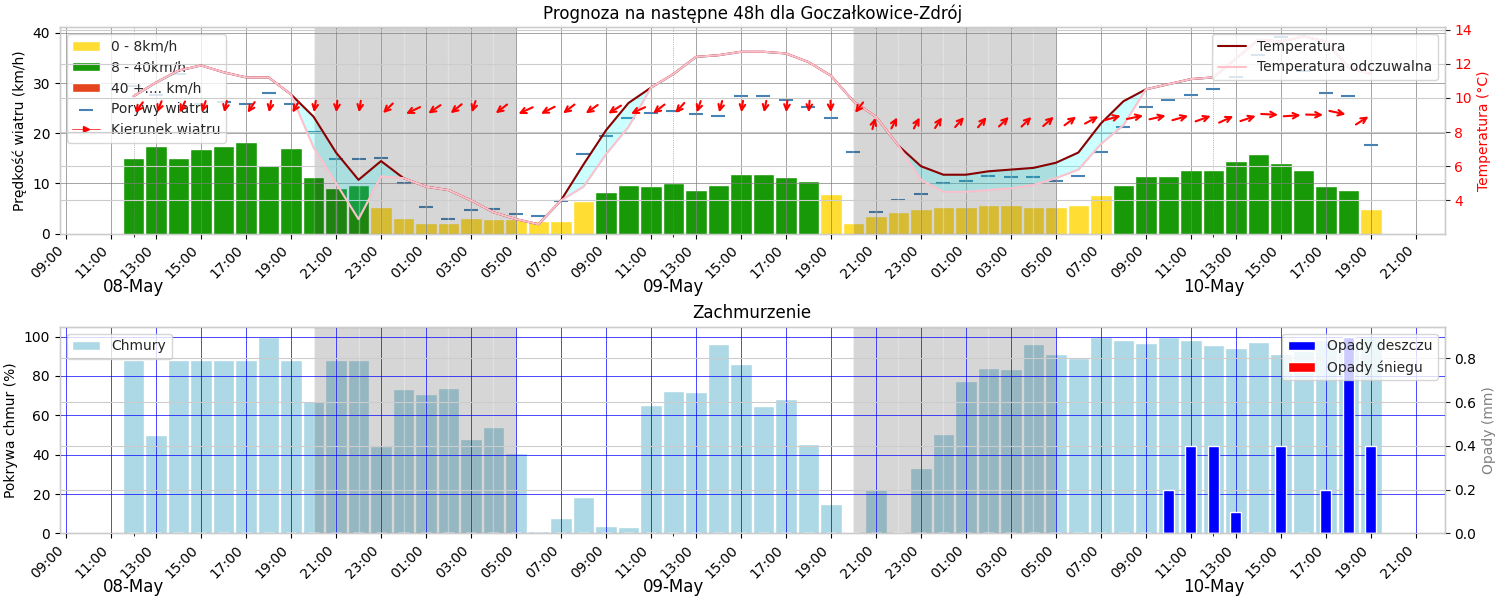 Prognoza na następne 48h dla Goczałkowice-Zdrój
Prędkość wiatru (km/h)
40
30
20
10
0
0 - 8km/h
8 - 40km/h
40 +.... km/h
Porywy wiatru
Kierunek wiatru
Temperatura
Temperatura odczuwalna
14
12
10
8
6
4
Temperatura (°C)
09:00 11:00 13:00 15:00 17:00 19:00 21:00 23:00 01:00 03:00 05:00 07:00 09:00 11:00 13:00 15:00 17:00 19:00 21:00 23:00 01:00 03:00 05:00 07:00 09:00 11:00 13:00 15:00 17:00 19:00 21:00
08-May 09-May 10-May
Zachmurzenie
Pokrywa chmur (%)
100
80
60
40
20
0
Chmury
Opady deszczu
Opady śniegu
0.8
0.6
0.4
0.2
0.0
Opady (mm)
09:00 11:00 13:00 15:00 17:00 19:00 21:00 23:00 01:00 03:00 05:00 07:00 09:00 11:00 13:00 15:00 17:00 19:00 21:00 23:00 01:00 03:00 05:00 07:00 09:00 11:00 13:00 15:00 17:00 19:00 21:00
08-May 09-May 10-May